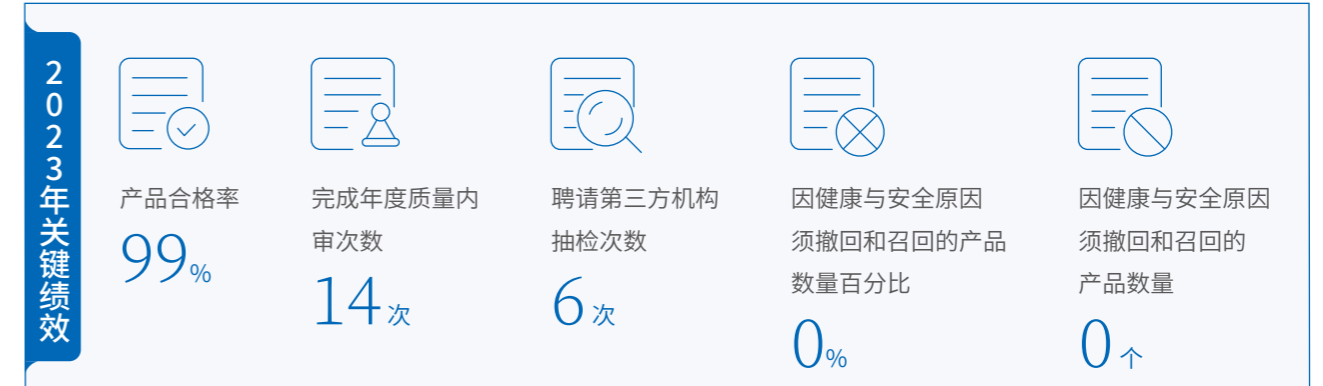 2023年关键绩效
产品合格率
99%
完成年度质量内
审次数
14次
聘请第三方机构
抽检次数
6次
因健康与安全原因
须撤回和召回的产品
数量百分比
0%
因健康与安全原因
须撤回和召回的
产品数量
0个